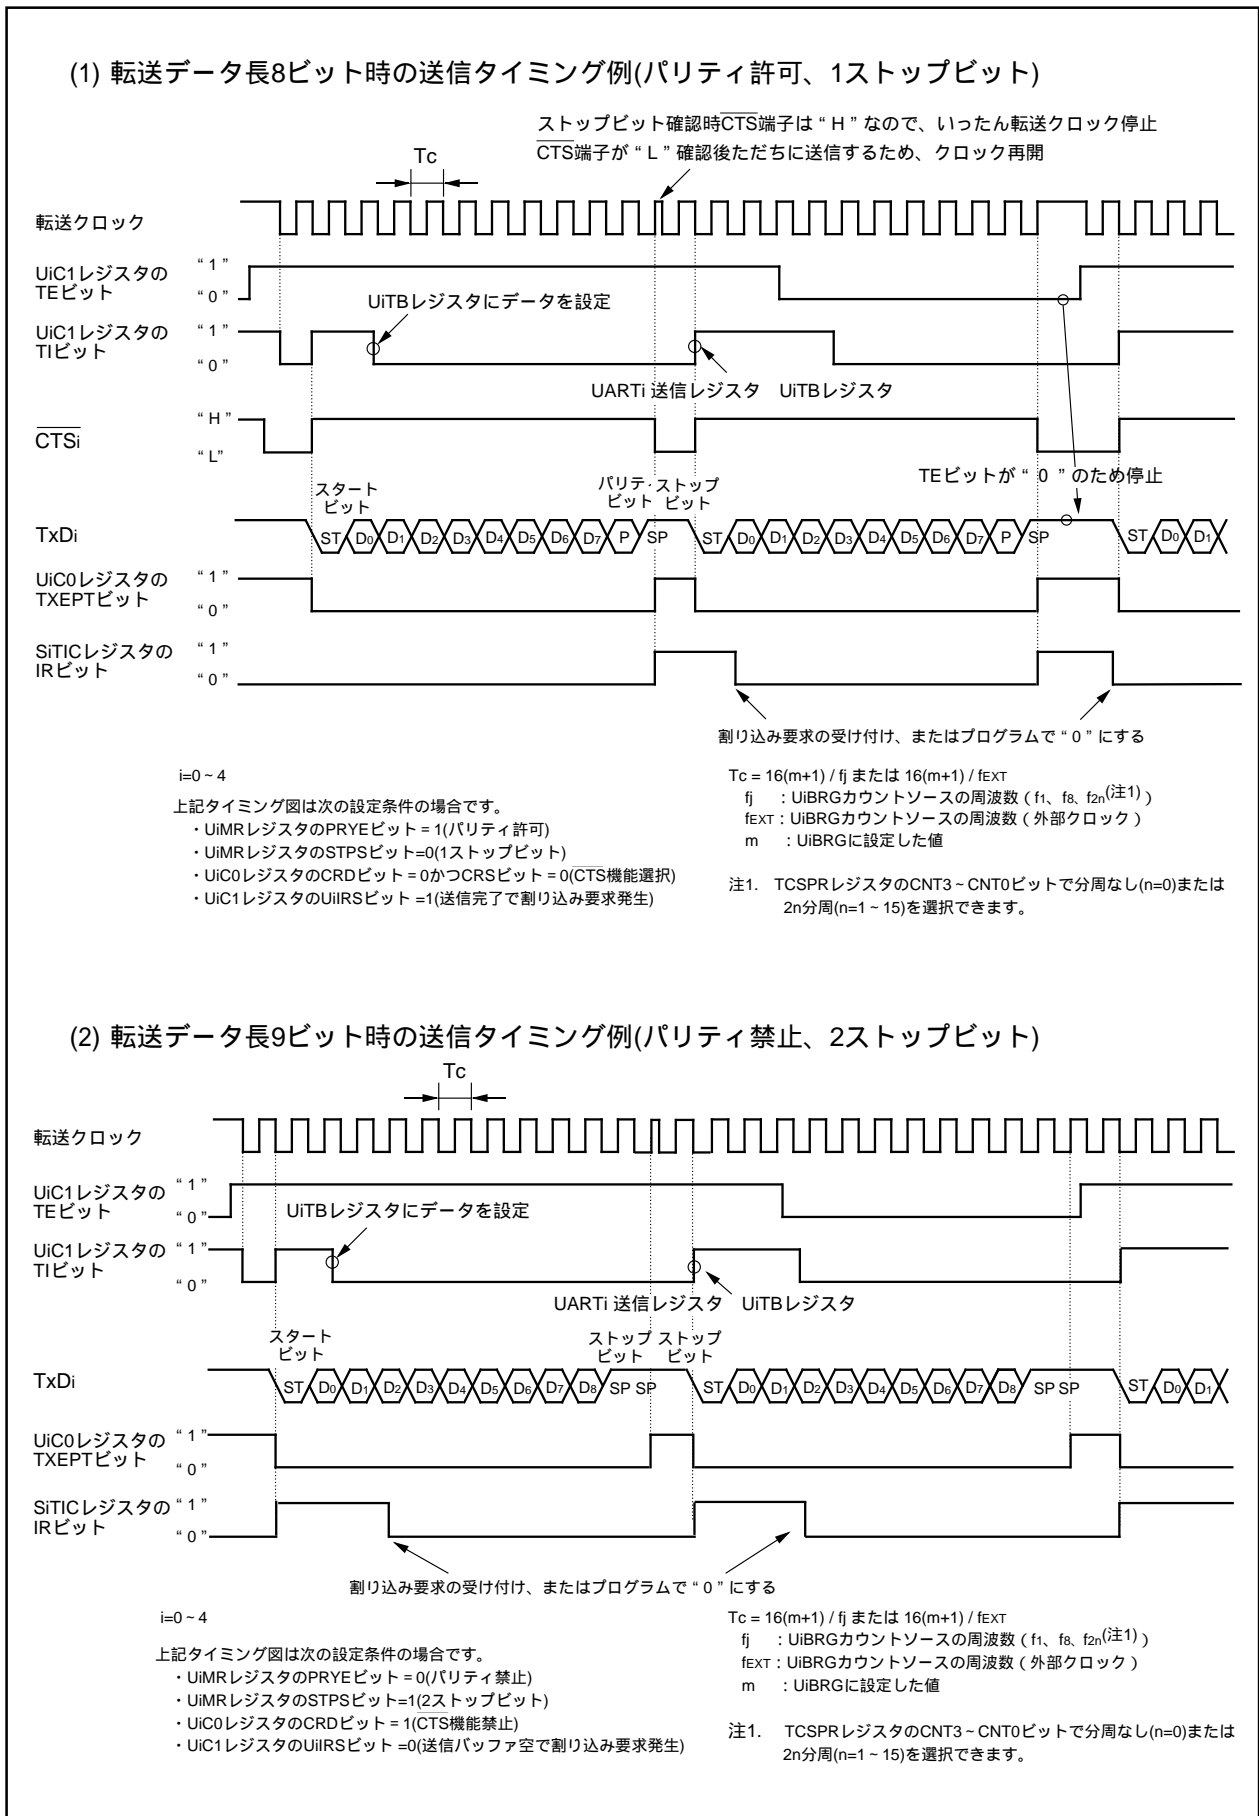 (1) 転送データ長8ビット時の送信タイミング例(パリティ許可、1ストップビット)
ストップビット確認時CTS端子は“ H ” なので、いったん転送クロック停止
CTS端子が“ L ” 確認後ただちに送信するため、クロック再開
Tc
転送クロック
UiC1レジスタの
TEビット
“ 1 ”
“ 0 ”
UiTBレジスタにデータを設定
UiC1レジスタの
TIビット
“ 1 ”
“ 0 ”
UARTi 送信レジスタ UiTBレジスタ
CTSi
“ H ”
“ L”
TEビットが“ 0 ” のため停止
スタート
ビット
パリティ
ビット
ストップ
ビット
TxDi
ST D0 D1 D2 D3 D4 D5 D6 D7 P SP ST D0 D1 D2 D3 D4 D5 D6 D7 P SP ST D0 D1
UiC0レジスタの
TXEPTビット
“ 1 ”
“ 0 ”
SiTICレジスタの
IRビット
“ 1 ”
“ 0 ”
割り込み要求の受け付け、またはプログラムで“ 0 ” にする
i=0 ~ 4
上記タイミング図は次の設定条件の場合です。
・UiMRレジスタのPRYEビット = 1(パリティ許可)
・UiMRレジスタのSTPSビット=0(1ストップビット)
・UiC0レジスタのCRDビット = 0かつCRSビット = 0(CTS機能選択)
・UiC1レジスタのUiIRSビット =1(送信完了で割り込み要求発生)
Tc = 16(m+1) / fj または 16(m+1) / fEXT
fj : UiBRGカウントソースの周波数 ( f1、f8、f2n(注1) )
fEXT : UiBRGカウントソースの周波数 ( 外部クロック )
m : UiBRGに設定した値
注1. TCSPRレジスタのCNT3 ~ CNT0ビットで分周なし(n=0)または
2n分周(n=1 ~ 15)を選択できます。
(2) 転送データ長9ビット時の送信タイミング例(パリティ禁止、2ストップビット)
Tc
転送クロック
UiC1レジスタの
TEビット
“ 1 ”
“ 0 ”
UiTBレジスタにデータを設定
UiC1レジスタの
TIビット
“ 1 ”
“ 0 ”
UARTi 送信レジスタ UiTBレジスタ
スタート
ビット
ストップ
ビット
ストップ
ビット
TxDi
ST D0 D1 D2 D3 D4 D5 D6 D7 D8 SP SP ST D0 D1 D2 D3 D4 D5 D6 D7 D8 SP SP ST D0 D1
UiC0レジスタの
TXEPTビット
“ 1 ”
“ 0 ”
SiTICレジスタの
IRビット
“ 1 ”
“ 0 ”
割り込み要求の受け付け、またはプログラムで“ 0 ” にする
i=0 ~ 4
上記タイミング図は次の設定条件の場合です。
・UiMRレジスタのPRYEビット = 0(パリティ禁止)
・UiMRレジスタのSTPSビット=1(2ストップビット)
・UiC0レジスタのCRDビット = 1(CTS機能禁止)
・UiC1レジスタのUiIRSビット =0(送信バッファ空で割り込み要求発生)
Tc = 16(m+1) / fj または 16(m+1) / fEXT
fj : UiBRGカウントソースの周波数 ( f1、f8、f2n(注1) )
fEXT : UiBRGカウントソースの周波数 ( 外部クロック )
m : UiBRGに設定した値
注1. TCSPRレジスタのCNT3 ~ CNT0ビットで分周なし(n=0)または
2n分周(n=1 ~ 15)を選択できます。